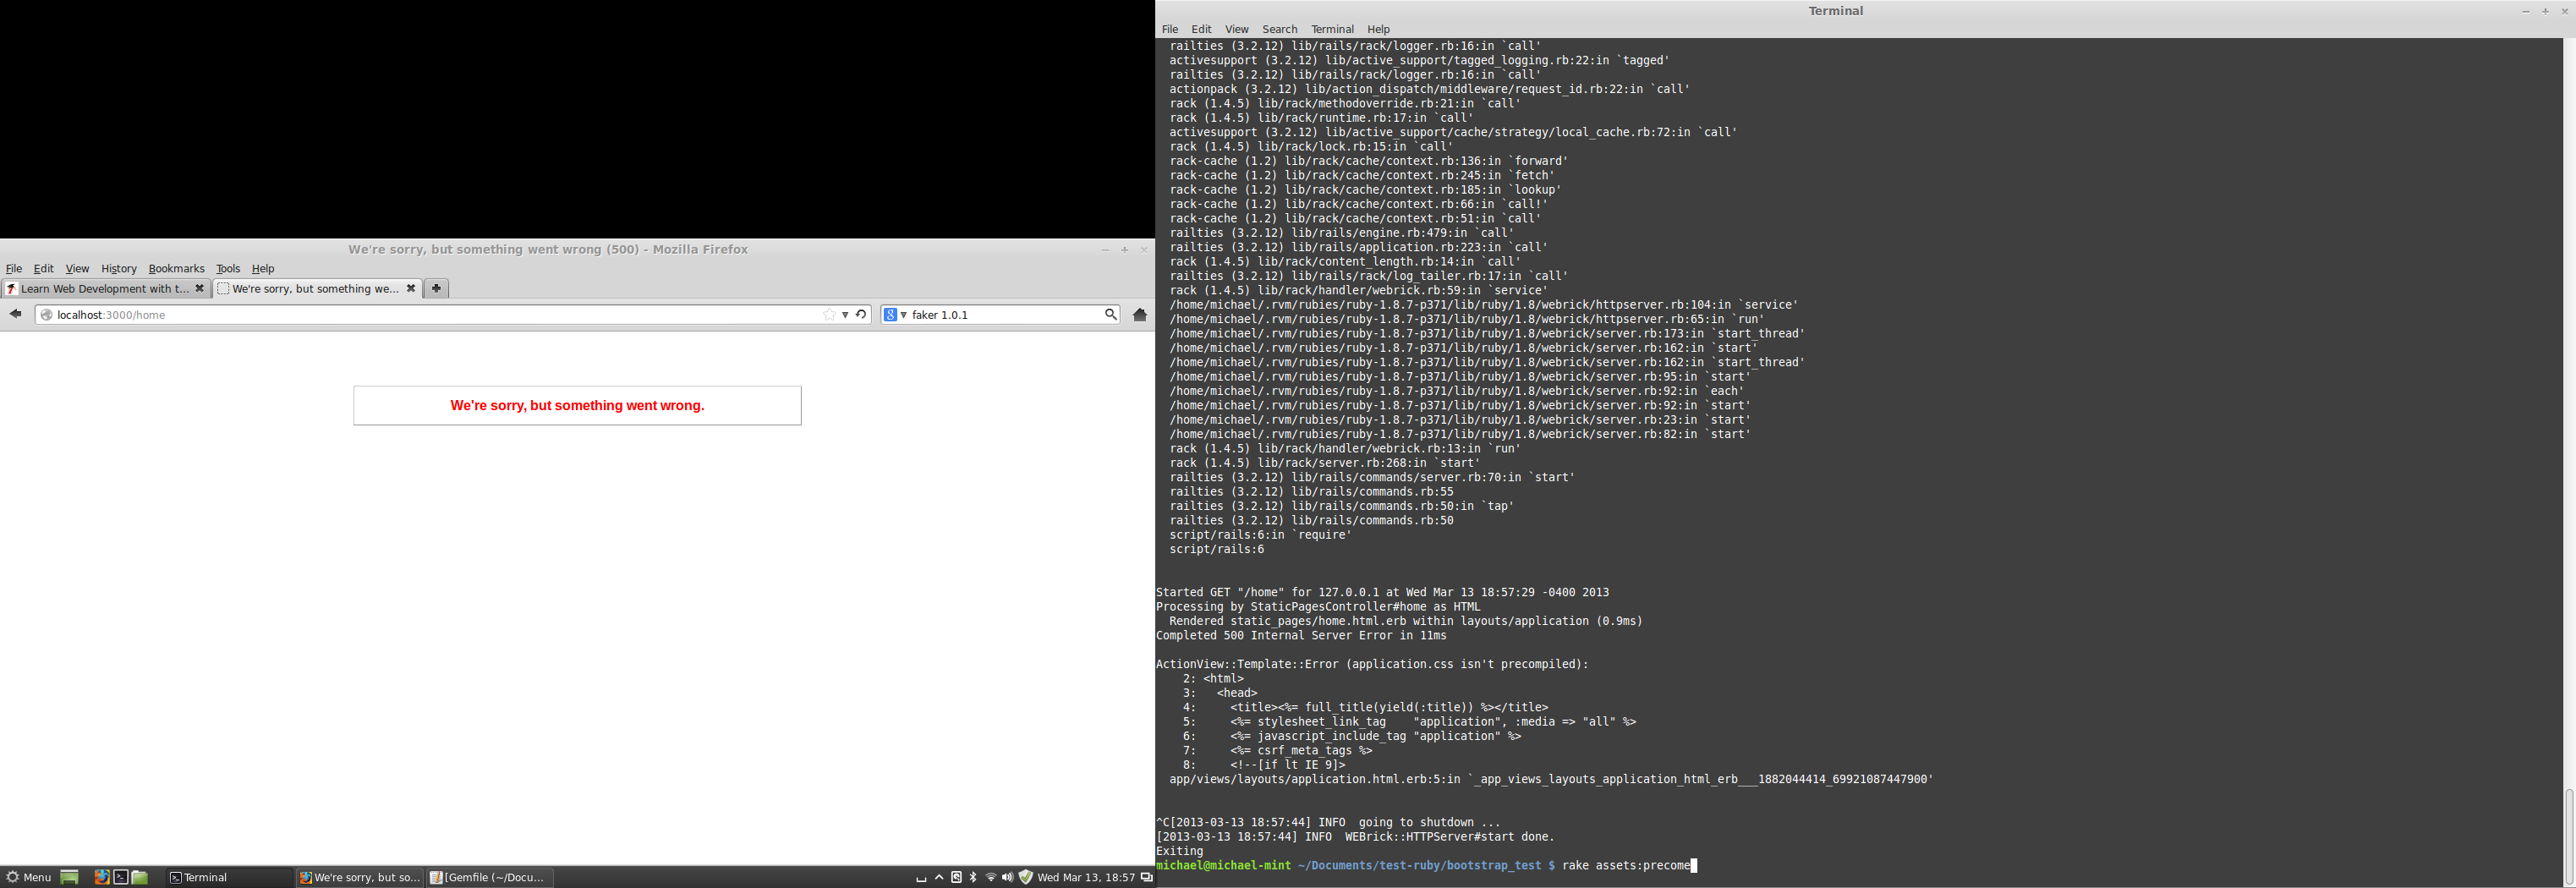 We're sorry, but something went wrong (500) - Mozilla Firefox
File Edit View History Bookmarks Tools Help
Learn Web Development with t...
We're sorry, but something we...
localhost:3000/home
faker 1.0.1
We're sorry, but something went wrong.
Menu
Terminal
We're sorry, but so...
[Gemfile (~/Docu...
Wed Mar 13, 18:57
Terminal
File Edit View Search Terminal Help
railties (3.2.12) lib/rails/rack/logger.rb:16:in `call'
activesupport (3.2.12) lib/active_support/tagged_logging.rb:22:in `tagged'
railties (3.2.12) lib/rails/rack/logger.rb:16:in `call'
actionpack (3.2.12) lib/action_dispatch/middleware/request_id.rb:22:in `call'
rack (1.4.5) lib/rack/methodoverride.rb:21:in `call'
rack (1.4.5) lib/rack/runtime.rb:17:in `call'
activesupport (3.2.12) lib/active_support/cache/strategy/local_cache.rb:72:in `call'
rack (1.4.5) lib/rack/lock.rb:15:in `call'
rack-cache (1.2) lib/rack/cache/context.rb:136:in `forward'
rack-cache (1.2) lib/rack/cache/context.rb:245:in `fetch'
rack-cache (1.2) lib/rack/cache/context.rb:185:in `lookup'
rack-cache (1.2) lib/rack/cache/context.rb:66:in `call!'
rack-cache (1.2) lib/rack/cache/context.rb:51:in `call'
railties (3.2.12) lib/rails/engine.rb:479:in `call'
railties (3.2.12) lib/rails/application.rb:223:in `call'
rack (1.4.5) lib/rack/content_length.rb:14:in `call'
railties (3.2.12) lib/rails/rack/log_tailer.rb:17:in `call'
rack (1.4.5) lib/rack/handler/webrick.rb:59:in `service'
/home/michael/.rvm/rubies/ruby-1.8.7-p371/lib/ruby/1.8/webrick/httpserver.rb:104:in `service'
/home/michael/.rvm/rubies/ruby-1.8.7-p371/lib/ruby/1.8/webrick/httpserver.rb:65:in `run'
/home/michael/.rvm/rubies/ruby-1.8.7-p371/lib/ruby/1.8/webrick/server.rb:173:in `start_thread'
/home/michael/.rvm/rubies/ruby-1.8.7-p371/lib/ruby/1.8/webrick/server.rb:162:in `start'
/home/michael/.rvm/rubies/ruby-1.8.7-p371/lib/ruby/1.8/webrick/server.rb:162:in `start_thread'
/home/michael/.rvm/rubies/ruby-1.8.7-p371/lib/ruby/1.8/webrick/server.rb:95:in `start'
/home/michael/.rvm/rubies/ruby-1.8.7-p371/lib/ruby/1.8/webrick/server.rb:92:in `each'
/home/michael/.rvm/rubies/ruby-1.8.7-p371/lib/ruby/1.8/webrick/server.rb:92:in `start'
/home/michael/.rvm/rubies/ruby-1.8.7-p371/lib/ruby/1.8/webrick/server.rb:23:in `start'
/home/michael/.rvm/rubies/ruby-1.8.7-p371/lib/ruby/1.8/webrick/server.rb:82:in `start'
rack (1.4.5) lib/rack/handler/webrick.rb:13:in `run'
rack (1.4.5) lib/rack/server.rb:268:in `start'
railties (3.2.12) lib/rails/commands/server.rb:70:in `start'
railties (3.2.12) lib/rails/commands.rb:55
railties (3.2.12) lib/rails/commands.rb:50:in `tap'
railties (3.2.12) lib/rails/commands.rb:50
script/rails:6:in `require'
script/rails:6
Started GET "/home" for 127.0.0.1 at Wed Mar 13 18:57:29 -0400 2013
Processing by StaticPagesController#home as HTML
Rendered static_pages/home.html.erb within layouts/application (0.9ms)
Completed 500 Internal Server Error in 11ms
ActionView::Template::Error (application.css isn't precompiled):
2: <html>
3: <head>
4: <title><%= full_title(yield(:title)) %></title>
5: <%= stylesheet_link_tag "application", :media => "all" %>
6: <%= javascript_include_tag "application" %>
7: <%= csrf_meta_tags %>
8: <!--[if lt IE 9]>
app/views/layouts/application.html.erb:5:in `_app_views_layouts_application_html_erb___1882044414_69921087447900'
^C[2013-03-13 18:57:44] INFO going to shutdown ...
[2013-03-13 18:57:44] INFO WEBrick::HTTPServer#start done.
Exiting
michael@michael-mint ~/Documents/test-ruby/bootstrap_test $ rake assets:precome